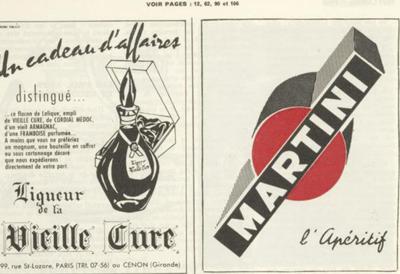 VOIR PAGES : 12, 62, 90 et 106
Un cadeau d'affaires
distingué...
...ce flacon de Lalique, empli
de VIEILLE CURE, de CORDIAL MEDOC,
d'un vieil ARMAGNAC,
d'une FRAMBOISE parfumée...
A moins que vous ne préfériez
un magnum, une bouteille en coffret
ou sous cartonnage décoré
que nous expédierons
directement de votre part.
Liqueur
de la
Vieille Cure
99, rue St-Lazare, PARIS (TRI. 07-56) ou CENON (Gironde)
MARTINI
l'Apéritif